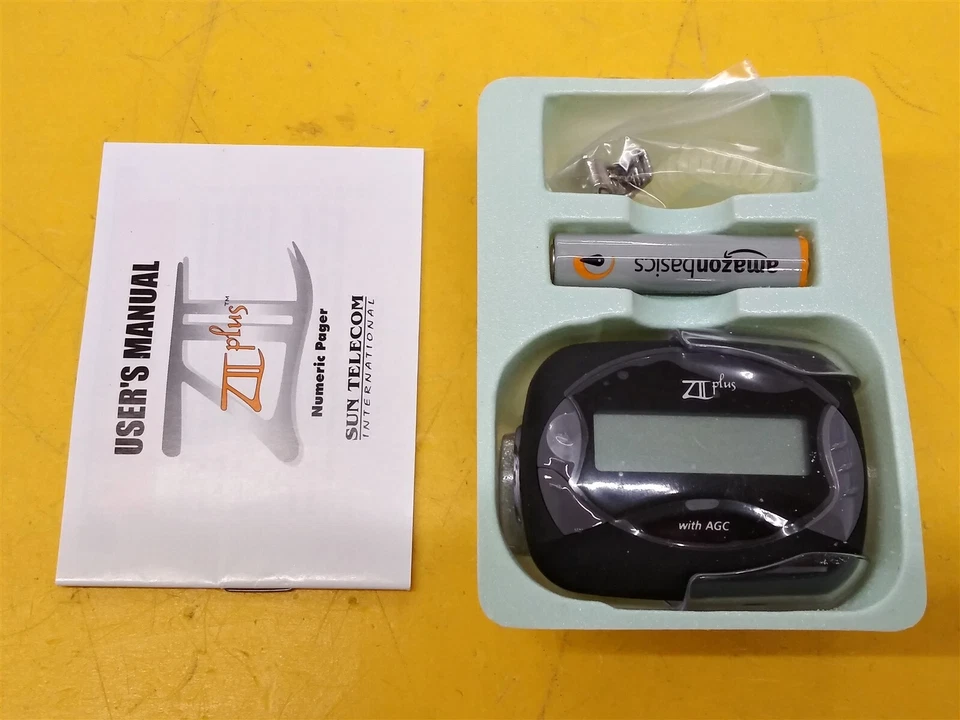 USER'S MANUAL
ZII plus™
Numeric Pager
SUN TELECOM
INTERNATIONAL
amazonbasics
ZII plus
with AGC